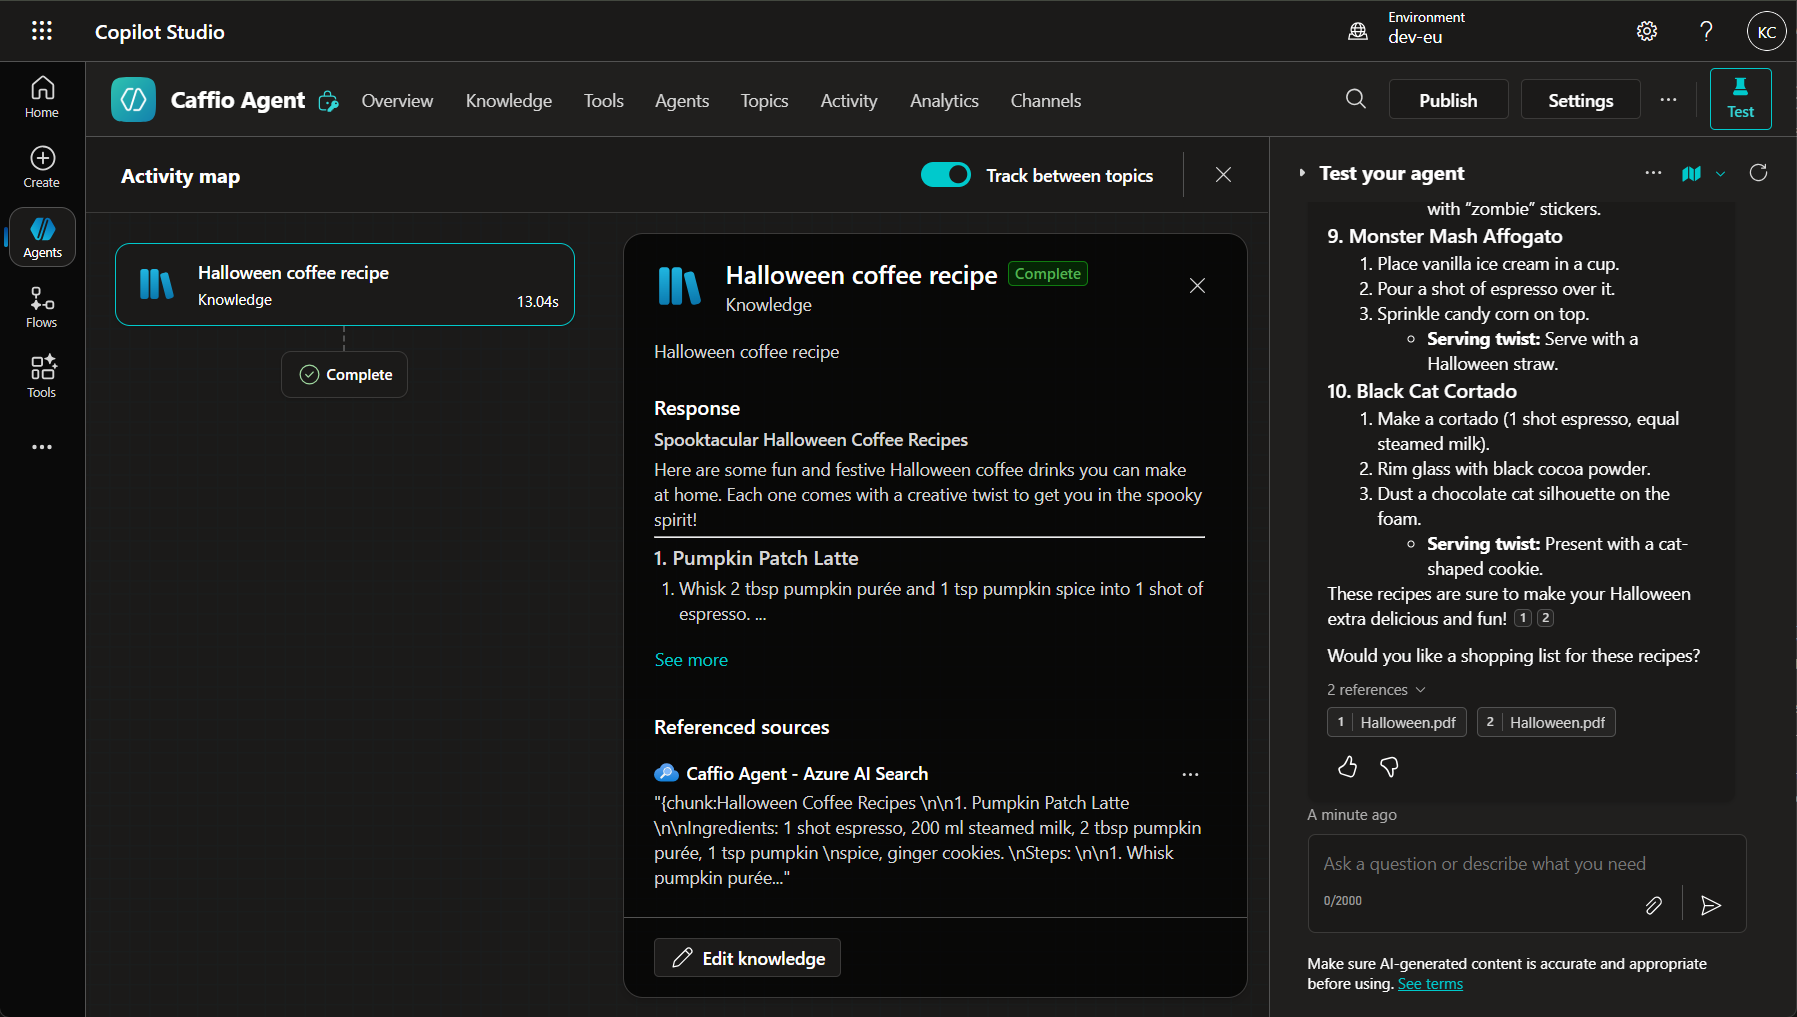 Copilot Studio
Environment
dev-eu
KC
Home
Create
Agents
Flows
Tools
Caffio Agent
Overview
Knowledge
Tools
Agents
Topics
Activity
Analytics
Channels
Publish
Settings
Test
Activity map
Track between topics
Halloween coffee recipe
Knowledge
13.04s
Complete
Halloween coffee recipe
Complete
Knowledge
Halloween coffee recipe
Response
Spooktacular Halloween Coffee Recipes
Here are some fun and festive Halloween coffee drinks you can make
at home. Each one comes with a creative twist to get you in the spooky
spirit!
1. Pumpkin Patch Latte
1. Whisk 2 tbsp pumpkin purée and 1 tsp pumpkin spice into 1 shot of
espresso. ...
See more
Referenced sources
Caffio Agent - Azure AI Search
"{chunk:Halloween Coffee Recipes \n\n1. Pumpkin Patch Latte
\n\nIngredients: 1 shot espresso, 200 ml steamed milk, 2 tbsp pumpkin
purée, 1 tsp pumpkin \nspice, ginger cookies. \nSteps: \n\n1. Whisk
pumpkin purée..."
Edit knowledge
Test your agent
with “zombie” stickers.
9. Monster Mash Affogato
1. Place vanilla ice cream in a cup.
2. Pour a shot of espresso over it.
3. Sprinkle candy corn on top.
Serving twist: Serve with a
Halloween straw.
10. Black Cat Cortado
1. Make a cortado (1 shot espresso, equal
steamed milk).
2. Rim glass with black cocoa powder.
3. Dust a chocolate cat silhouette on the
foam.
Serving twist: Present with a cat-
shaped cookie.
These recipes are sure to make your Halloween
extra delicious and fun! 1 2
Would you like a shopping list for these recipes?
2 references
1 Halloween.pdf
2 Halloween.pdf
A minute ago
Ask a question or describe what you need
0/2000
Make sure AI-generated content is accurate and appropriate
before using. See terms